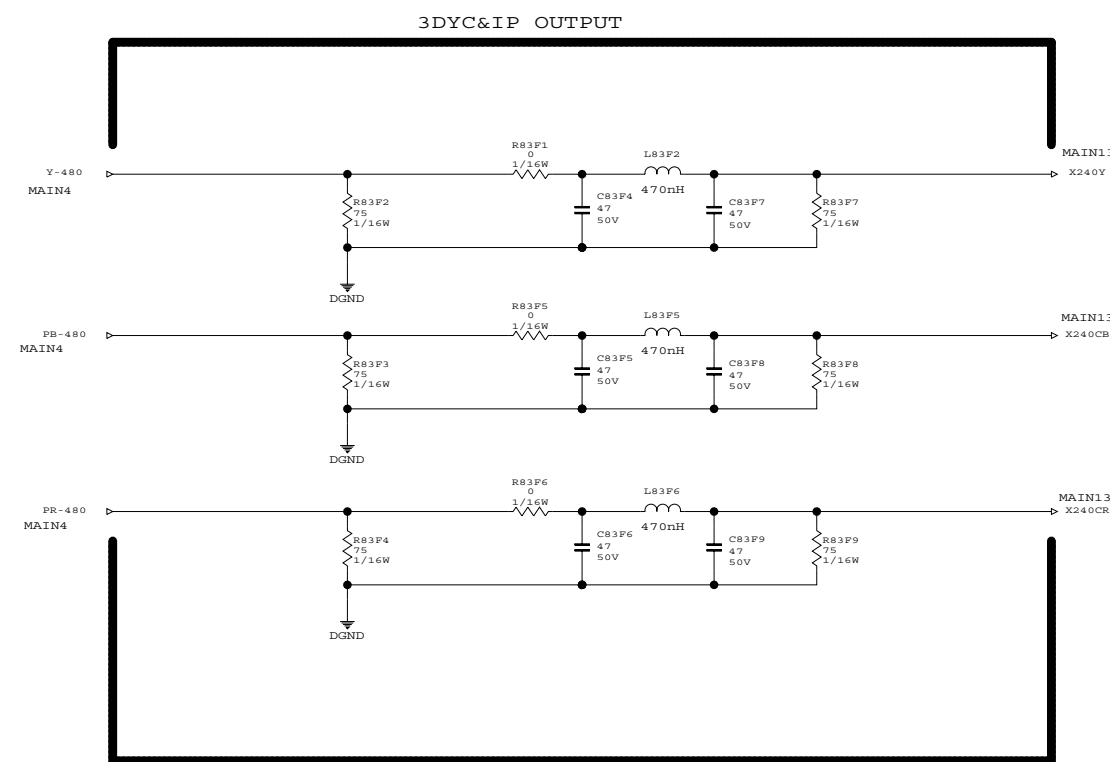 3DYC&IP OUTPUT
R83F1
0
1/16W
L83F2
470nH
MAIN13
Y-480
MAIN4
X240Y
R83F2
75
1/16W
C83F4
47
50V
C83F7
47
50V
R83F7
75
1/16W
DGND
R83F5
0
1/16W
L83F5
470nH
MAIN13
PB-480
MAIN4
X240CB
R83F3
75
1/16W
C83F5
47
50V
C83F8
47
50V
R83F8
75
1/16W
DGND
R83F6
0
1/16W
L83F6
470nH
MAIN13
PR-480
MAIN4
X240CR
R83F4
75
1/16W
C83F6
47
50V
C83F9
47
50V
R83F9
75
1/16W
DGND